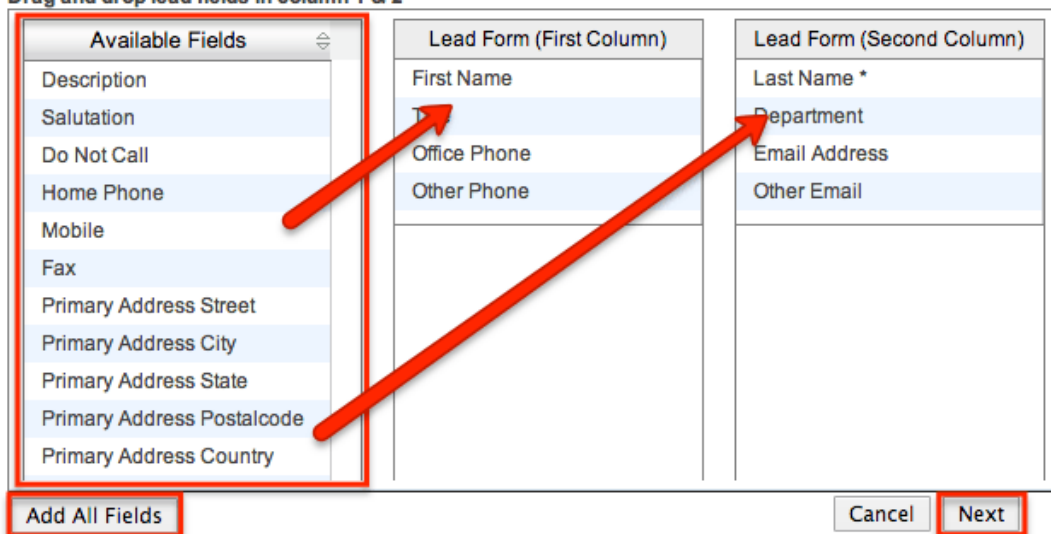 Available Fields
Description
Salutation
Do Not Call
Home Phone
Mobile
Fax
Primary Address Street
Primary Address City
Primary Address State
Primary Address Postalcode
Primary Address Country
Lead Form (First Column)
First Name
Office Phone
Other Phone
Lead Form (Second Column)
Last Name *
Department
Email Address
Other Email
Add All Fields
Cancel
Next